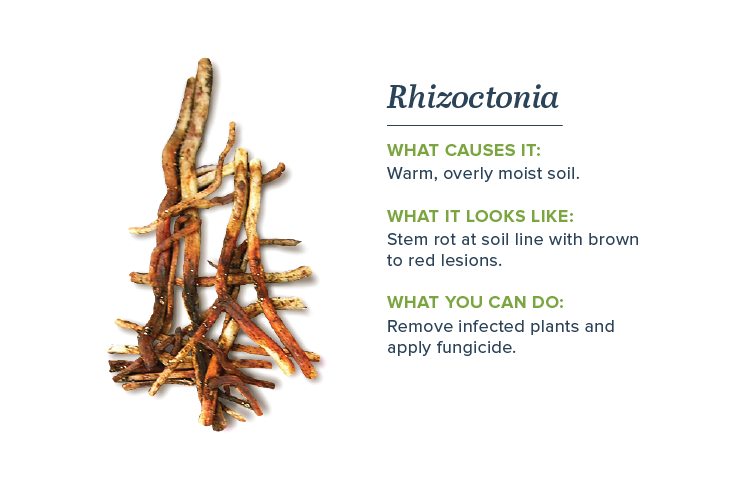 Rhizoctonia
WHAT CAUSES IT:
Warm, overly moist soil.
WHAT IT LOOKS LIKE:
Stem rot at soil line with brown
to red lesions.
WHAT YOU CAN DO:
Remove infected plants and
apply fungicide.